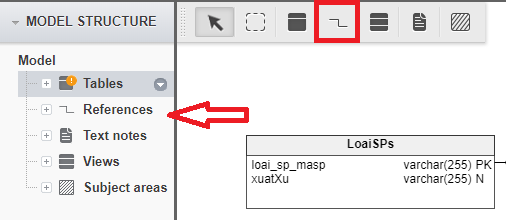 MODEL STRUCTURE
Model
Tables
References
Text notes
Views
Subject areas
LoaiSPs
loai_sp_masp varchar(255) PK
xuatXu varchar(255) N